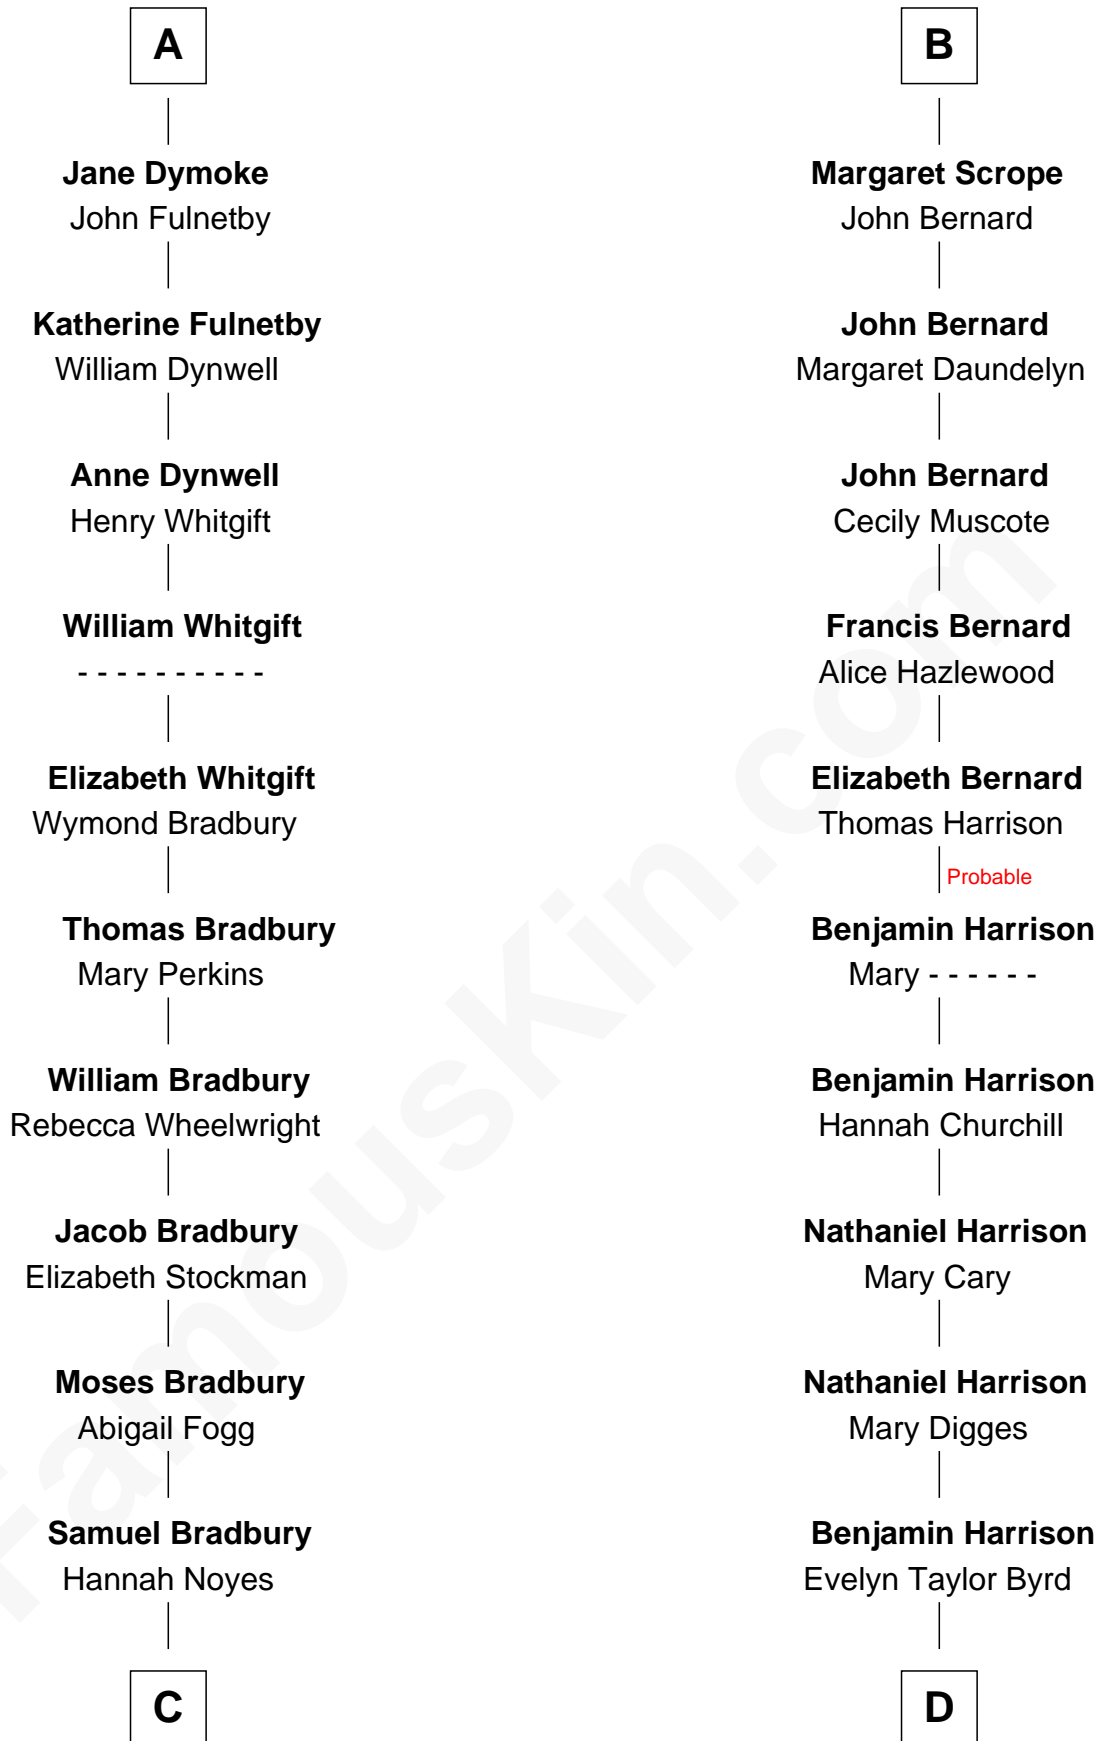 A
Jane Dymoke
John Fulnetby
Katherine Fulnetby
William Dynwell
Anne Dynwell
Henry Whitgift
William Whitgift
- - - - - - - - - -
Elizabeth Whitgift
Wymond Bradbury
Thomas Bradbury
Mary Perkins
William Bradbury
Rebecca Wheelwright
Jacob Bradbury
Elizabeth Stockman
Moses Bradbury
Abigail Fogg
Samuel Bradbury
Hannah Noyes
C
B
Margaret Scrope
John Bernard
John Bernard
Margaret Daundelyn
John Bernard
Cecily Muscote
Francis Bernard
Alice Hazlewood
Elizabeth Bernard
Thomas Harrison
Probable
Benjamin Harrison
Mary - - - - - -
Benjamin Harrison
Hannah Churchill
Nathaniel Harrison
Mary Cary
Nathaniel Harrison
Mary Digges
Benjamin Harrison
Evelyn Taylor Byrd
D
FamousKin.com